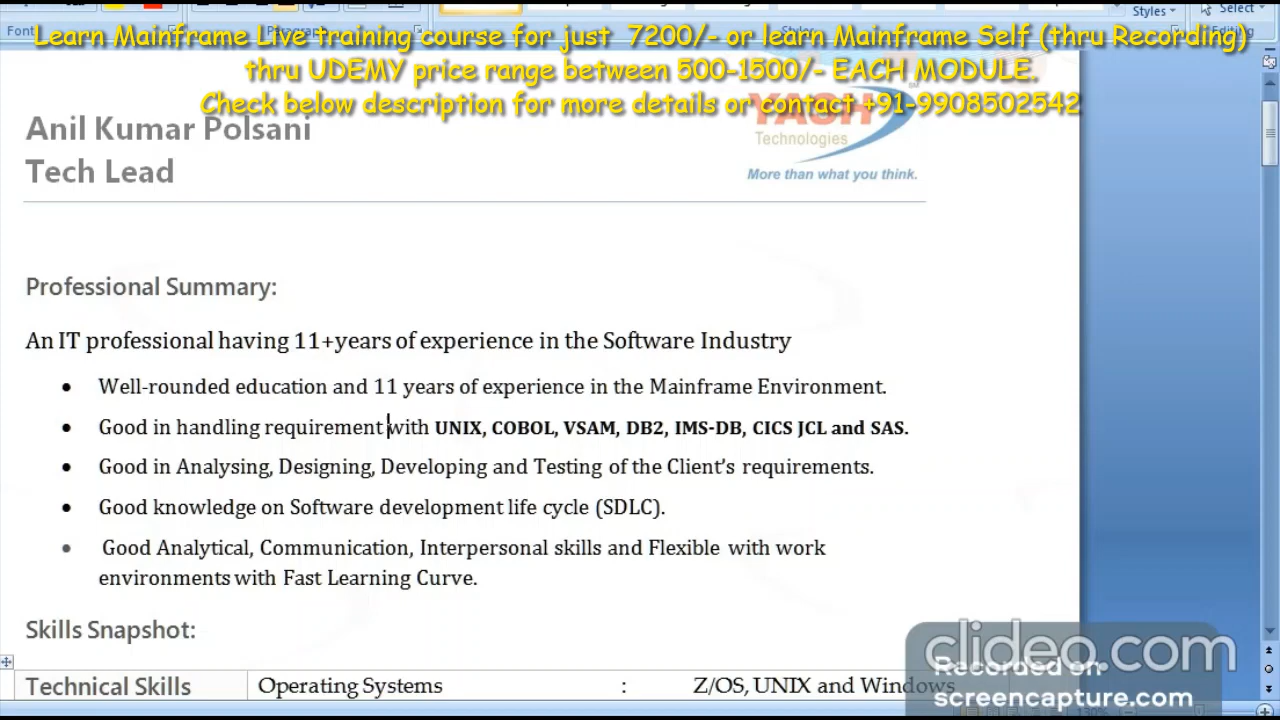 Styles
Select
Font
Paragraph
Learn Mainframe Live training course for just 7200/- or learn Mainframe Self (thru Recording)
thru UDEMY price range between 500-1500/- EACH MODULE.
Check below description for more details or contact +91-9908502542
YASH
Technologies
More than what you think.
Anil Kumar Polsani
Tech Lead
Professional Summary:
An IT professional having 11+years of experience in the Software Industry
• Well-rounded education and 11 years of experience in the Mainframe Environment.
• Good in handling requirement with UNIX, COBOL, VSAM, DB2, IMS-DB, CICS JCL and SAS.
• Good in Analysing, Designing, Developing and Testing of the Client's requirements.
• Good knowledge on Software development life cycle (SDLC).
• Good Analytical, Communication, Interpersonal skills and Flexible with work
environments with Fast Learning Curve.
Skills Snapshot:
Technical Skills Operating Systems : Z/OS, UNIX and Windows
clideo.com
Recorded on
screencapture.com
130%